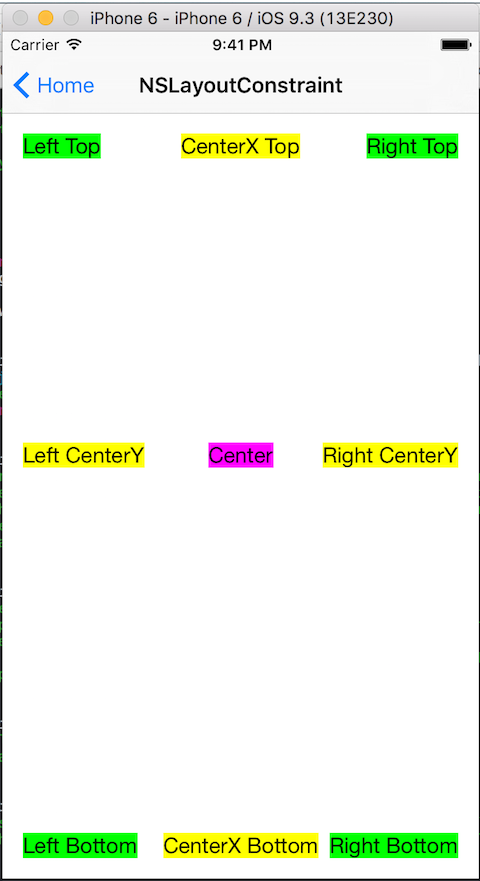 iPhone 6 - iPhone 6 / iOS 9.3 (13E230)
Carrier 9:41 PM
Home NSLayoutConstraint
Left Top CenterX Top Right Top
Left CenterY Center Right CenterY
Left Bottom CenterX Bottom Right Bottom